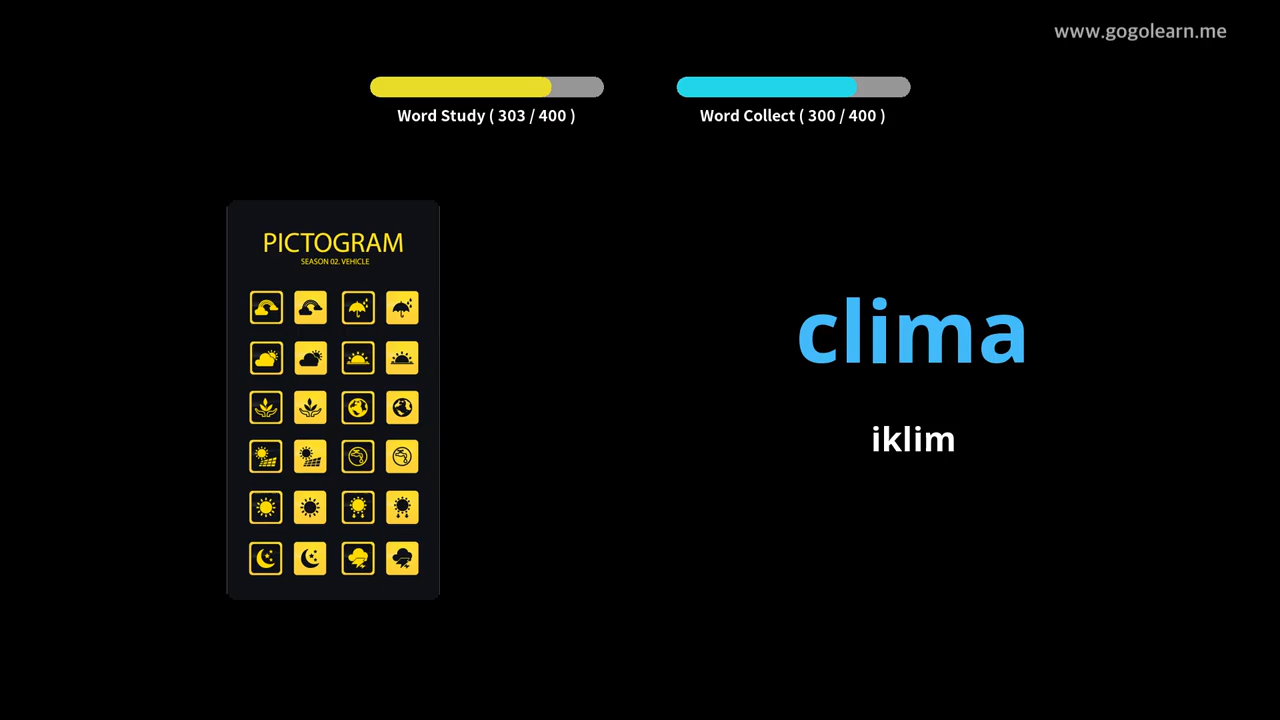 www.gogolearn.me
Word Study ( 303 / 400 )
Word Collect ( 300 / 400 )
PICTOGRAM
SEASON 02. VEHICLE
clima
iklim